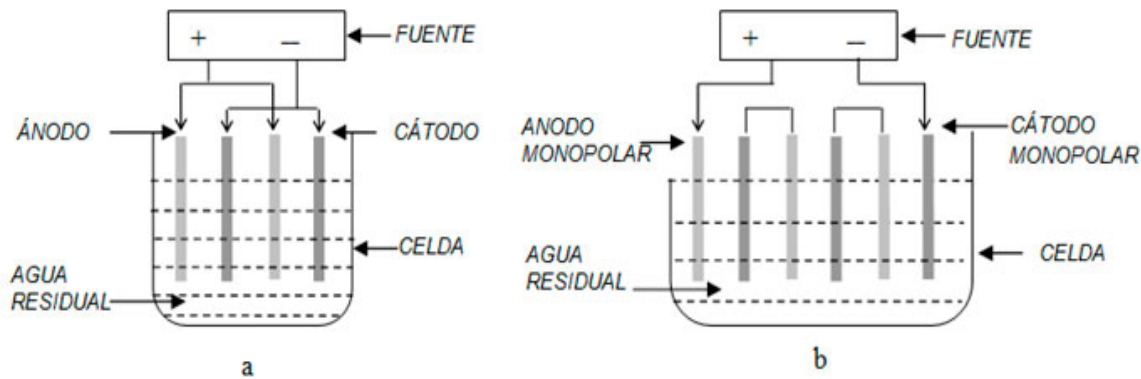 + —
FUENTE
ÁNODO
CÁTODO
CELDA
AGUA
RESIDUAL
a
+ —
FUENTE
ANODO
MONOPOLAR
CÁTODO
MONOPOLAR
AGUA
RESIDUAL
CELDA
b